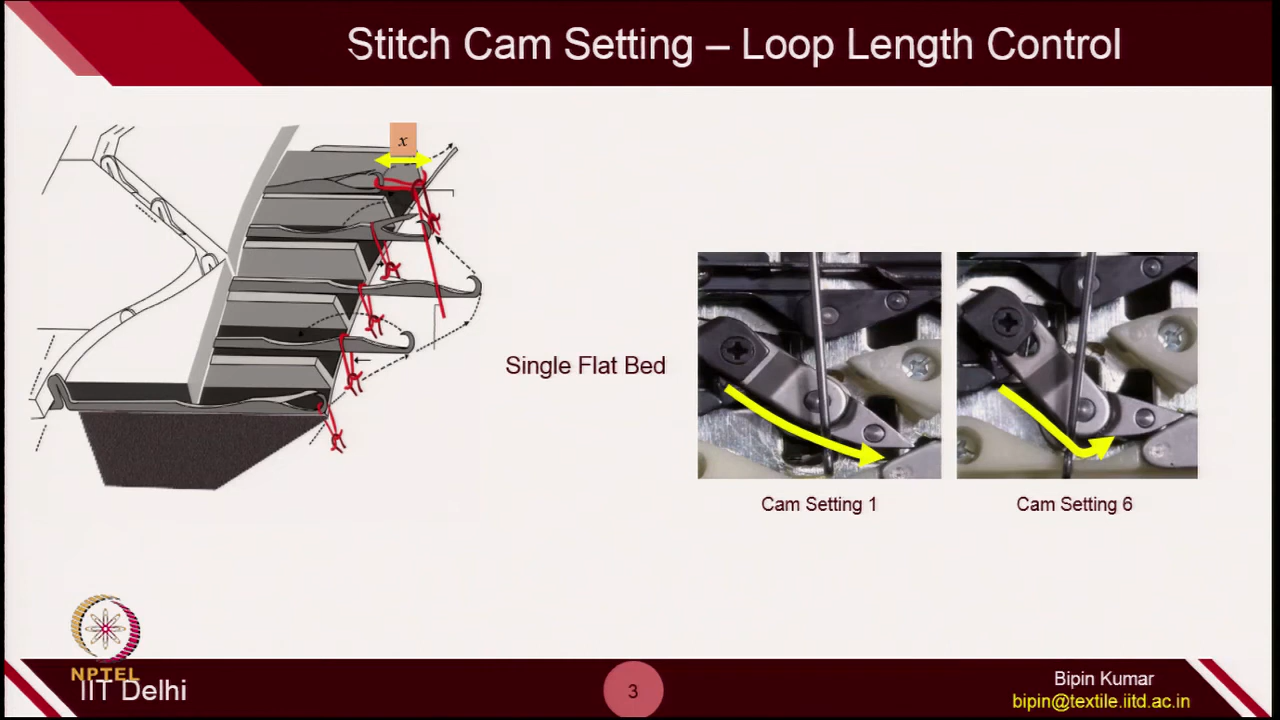 Stitch Cam Setting – Loop Length Control
x
Single Flat Bed
Cam Setting 1
Cam Setting 6
NPTEL
IIT Delhi
3
Bipin Kumar
bipin@textile.iitd.ac.in